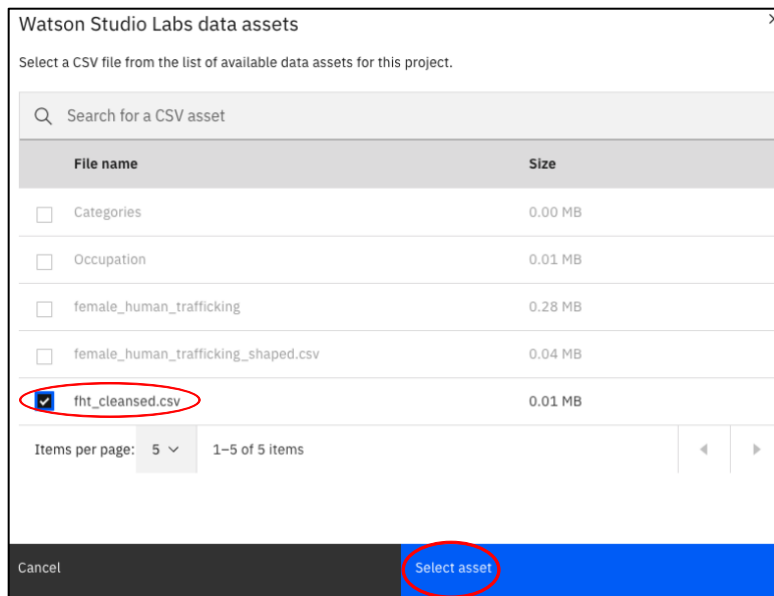 Watson Studio Labs data assets
Select a CSV file from the list of available data assets for this project.
Search for a CSV asset
File name Size
Categories 0.00 MB
Occupation 0.01 MB
female_human_trafficking 0.28 MB
female_human_trafficking_shaped.csv 0.04 MB
fht_cleansed.csv 0.01 MB
Items per page: 5 1–5 of 5 items
Cancel Select asset